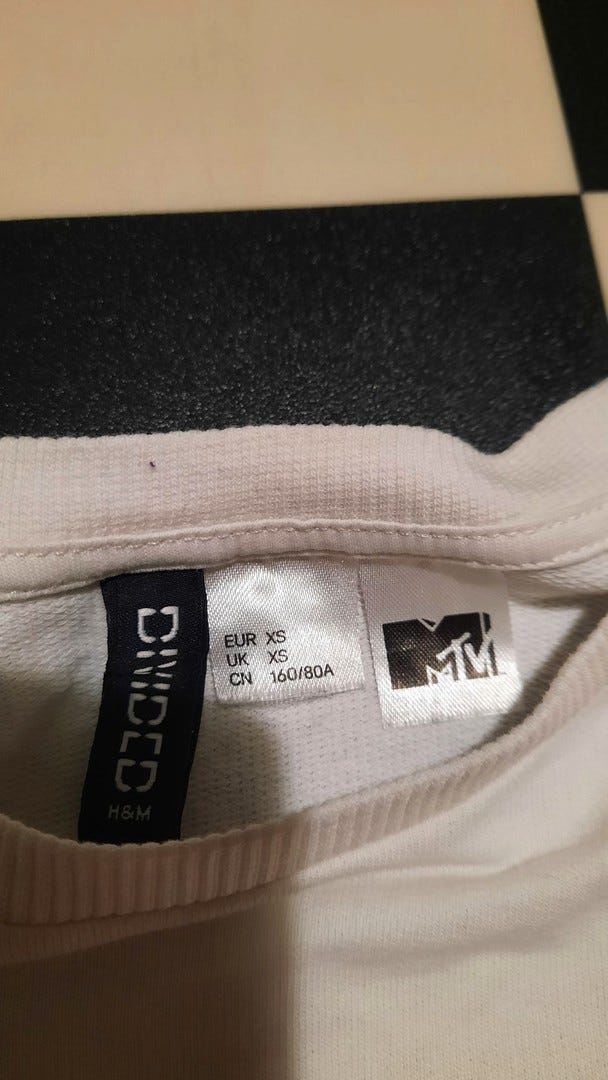 DIVIDED
H&M
EUR XS
UK XS
CN 160/80A
MTV